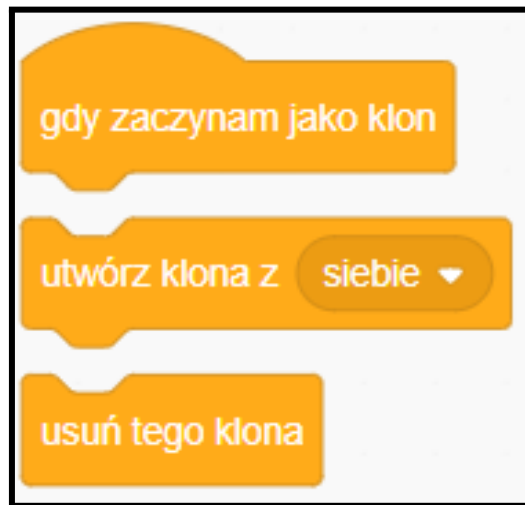 gdy zaczynam jako klon
utwórz klona z siebie
usuń tego klona